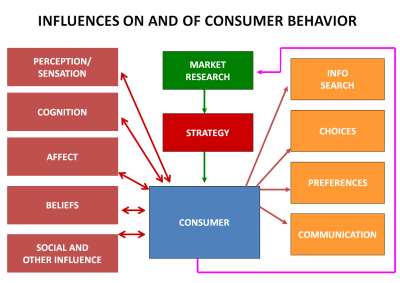 INFLUENCES ON AND OF CONSUMER BEHAVIOR
PERCEPTION/
SENSATION
COGNITION
AFFECT
BELIEFS
SOCIAL AND
OTHER INFLUENCE
MARKET
RESEARCH
STRATEGY
CONSUMER
INFO
SEARCH
CHOICES
PREFERENCES
COMMUNICATION